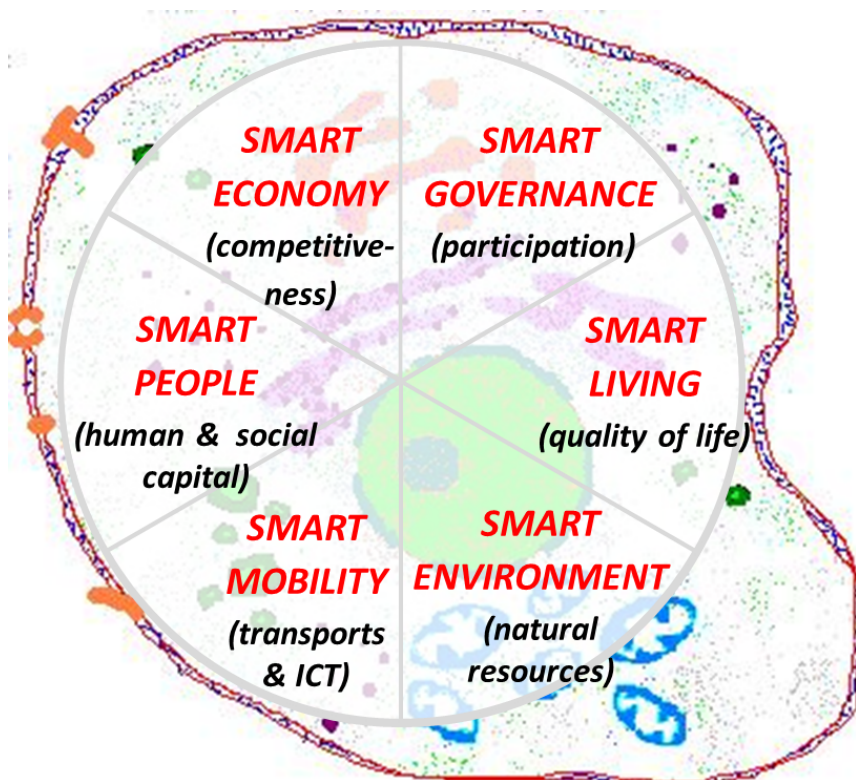 SMART
ECONOMY
(competitive-
ness)
SMART
GOVERNANCE
(participation)
SMART
PEOPLE
(human & social
capital)
SMART
LIVING
(quality of life)
SMART
MOBILITY
(transports
& ICT)
SMART
ENVIRONMENT
(natural
resources)